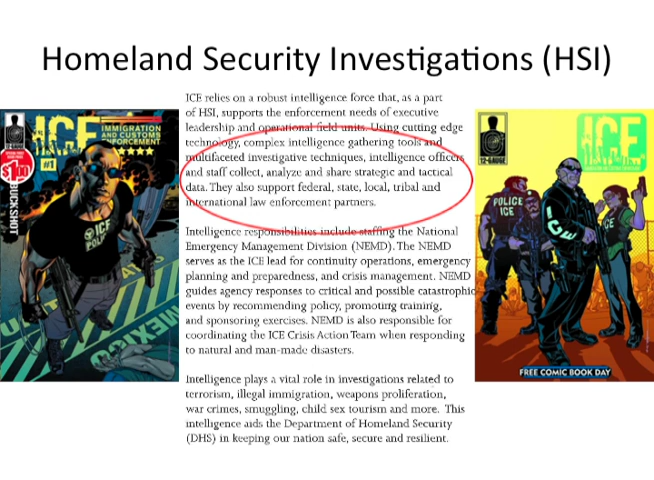 Homeland Security Investigations (HSI)
ICE
IMMIGRATION
AND CUSTOMS
ENFORCEMENT
#1
$1.00
BUCKSHOT
ICE
POLICE
MEXICO
ICE relies on a robust intelligence force that, as a part
of HSI, supports the enforcement needs of executive
leadership and operational field units. Using cutting edge
technology, complex intelligence gathering tools and
multifaceted investigative techniques, intelligence officers
and staff collect, analyze and share strategic and tactical
data. They also support federal, state, local, tribal and
international law enforcement partners.
Intelligence responsibilities include staffing the National
Emergency Management Division (NEMD). The NEMD
serves as the ICE lead for continuity operations, emergency
planning and preparedness, and crisis management. NEMD
guides agency responses to critical and possible catastrophic
events by recommending policy, promoting training,
and sponsoring exercises. NEMD is also responsible for
coordinating the ICE Crisis Action Team when responding
to natural and man-made disasters.
Intelligence plays a vital role in investigations related to
terrorism, illegal immigration, weapons proliferation,
war crimes, smuggling, child sex tourism and more. This
intelligence aids the Department of Homeland Security
(DHS) in keeping our nation safe, secure and resilient.
12-GAUGE
ICE
POLICE
ICE
ICE
FREE COMIC BOOK DAY